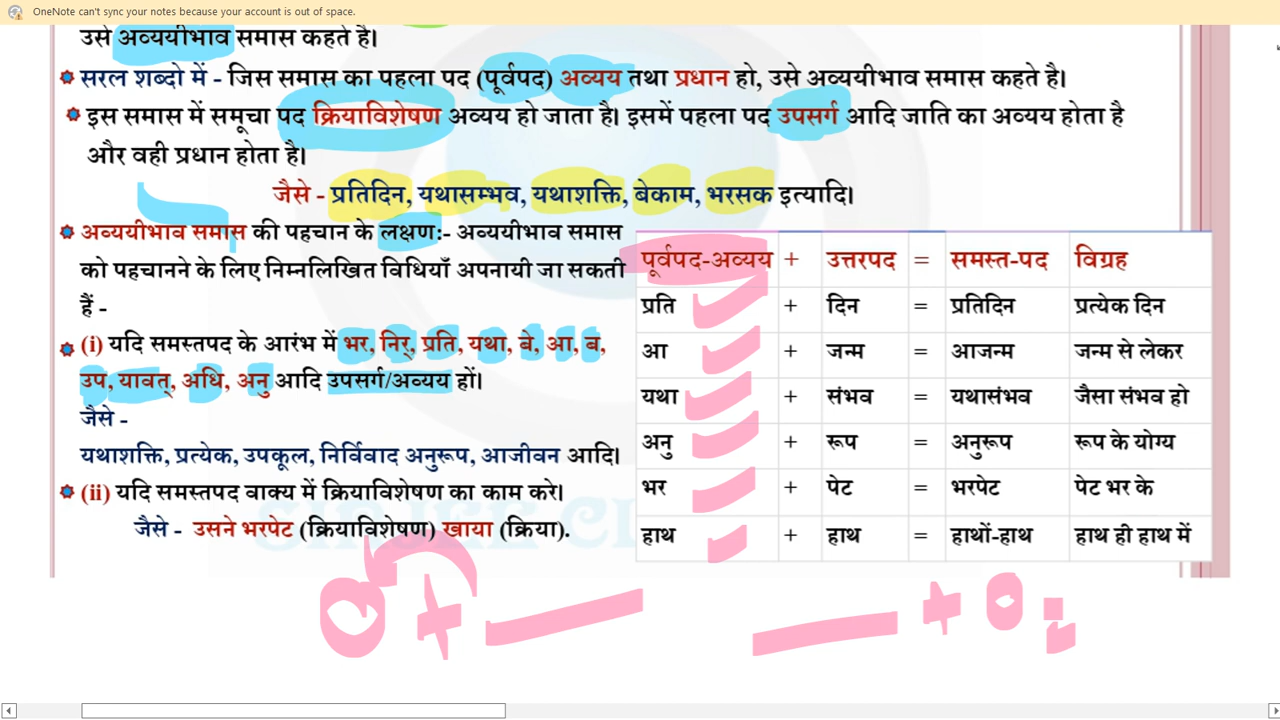 OneNote can't sync your notes because your account is out of space.
उसे अव्ययीभाव समास कहते है।
सरल शब्दो में - जिस समास का पहला पद (पूर्वपद) अव्यय तथा प्रधान हो, उसे अव्ययीभाव समास कहते है।
इस समास में समूचा पद क्रियाविशेषण अव्यय हो जाता है। इसमें पहला पद उपसर्ग आदि जाति का अव्यय होता है
और वही प्रधान होता है।
जैसे - प्रतिदिन, यथासम्भव, यथाशक्ति, बेकाम, भरसक इत्यादि।
अव्ययीभाव समास की पहचान के लक्षण:- अव्ययीभाव समास
को पहचानने के लिए निम्नलिखित विधियाँ अपनायी जा सकती
हैं -
(i) यदि समस्तपद के आरंभ में भर, निर्, प्रति, यथा, बे, आ, ब,
उप, यावत्, अधि, अनु आदि उपसर्ग/अव्यय हों।
जैसे -
यथाशक्ति, प्रत्येक, उपकूल, निर्विवाद अनुरूप, आजीवन आदि।
(ii) यदि समस्तपद वाक्य में क्रियाविशेषण का काम करे।
जैसे - उसने भरपेट (क्रियाविशेषण) खाया (क्रिया).
पूर्वपद-अव्यय + उत्तरपद = समस्त-पद विग्रह
प्रति + दिन = प्रतिदिन प्रत्येक दिन
आ + जन्म = आजन्म जन्म से लेकर
यथा + संभव = यथासंभव जैसा संभव हो
अनु + रूप = अनुरूप रूप के योग्य
भर + पेट = भरपेट पेट भर के
हाथ + हाथ = हाथों-हाथ हाथ ही हाथ में